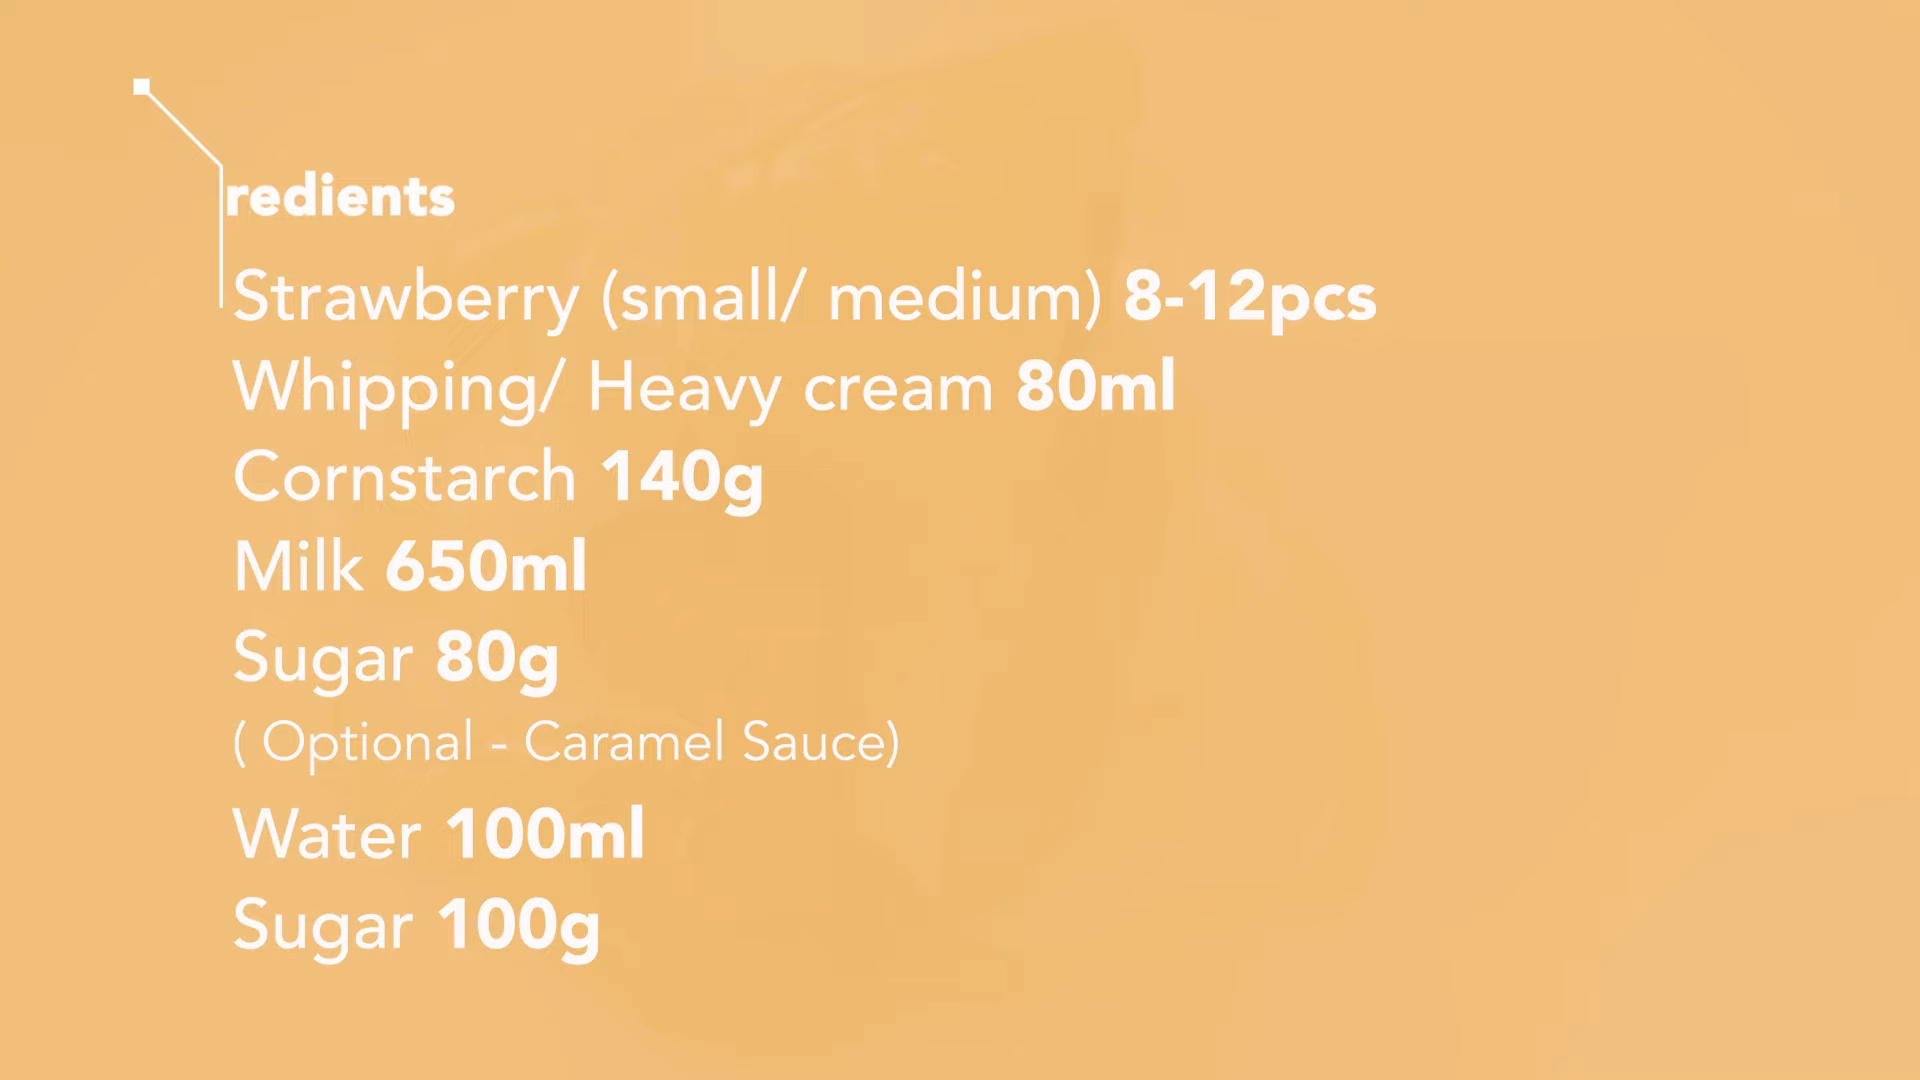 redients
Strawberry (small/ medium) 8-12pcs
Whipping/ Heavy cream 80ml
Cornstarch 140g
Milk 650ml
Sugar 80g
( Optional - Caramel Sauce)
Water 100ml
Sugar 100g